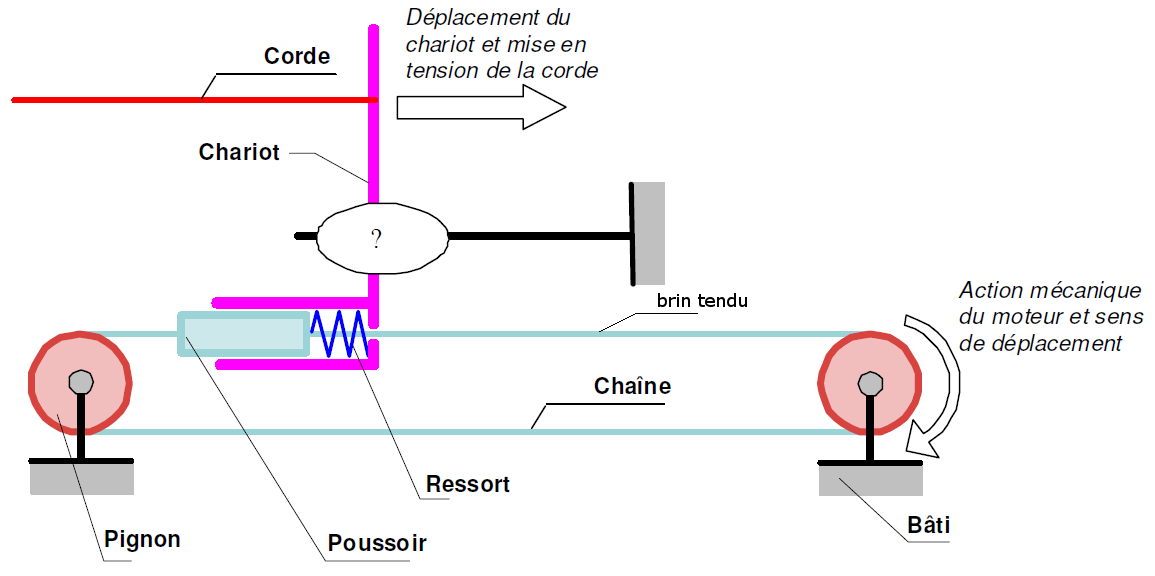 Déplacement du
chariot et mise en
tension de la corde
Corde
Chariot
?
brin tendu
Action mécanique
du moteur et sens
de déplacement
Chaîne
Ressort
Bâti
Pignon
Poussoir